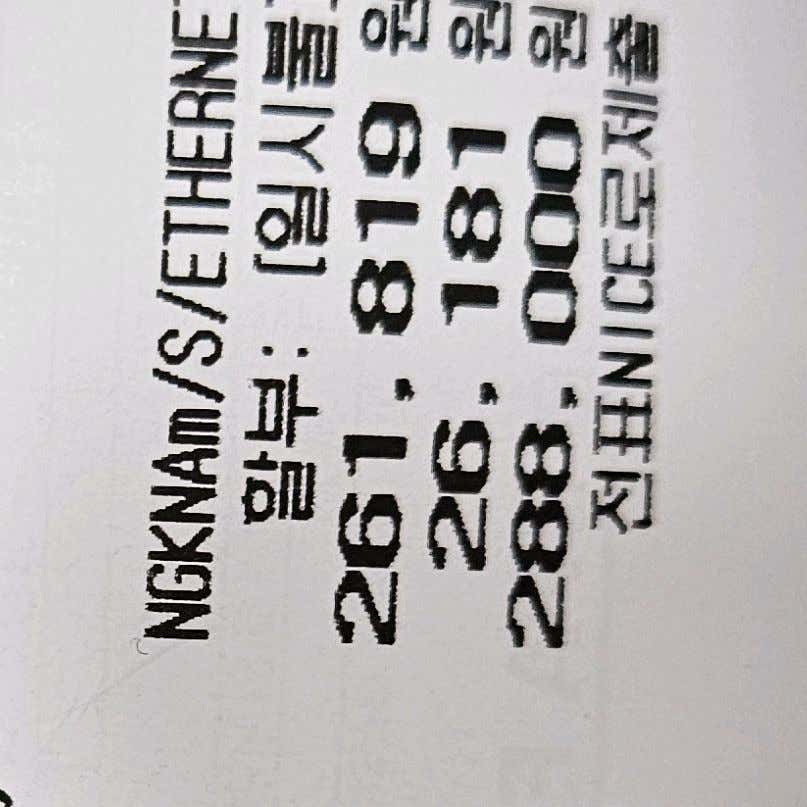 NGKNAm/S/ETHERNE
할부: [일시불
261,819 원
26,181 원
288,000 원
전표NICE로제출